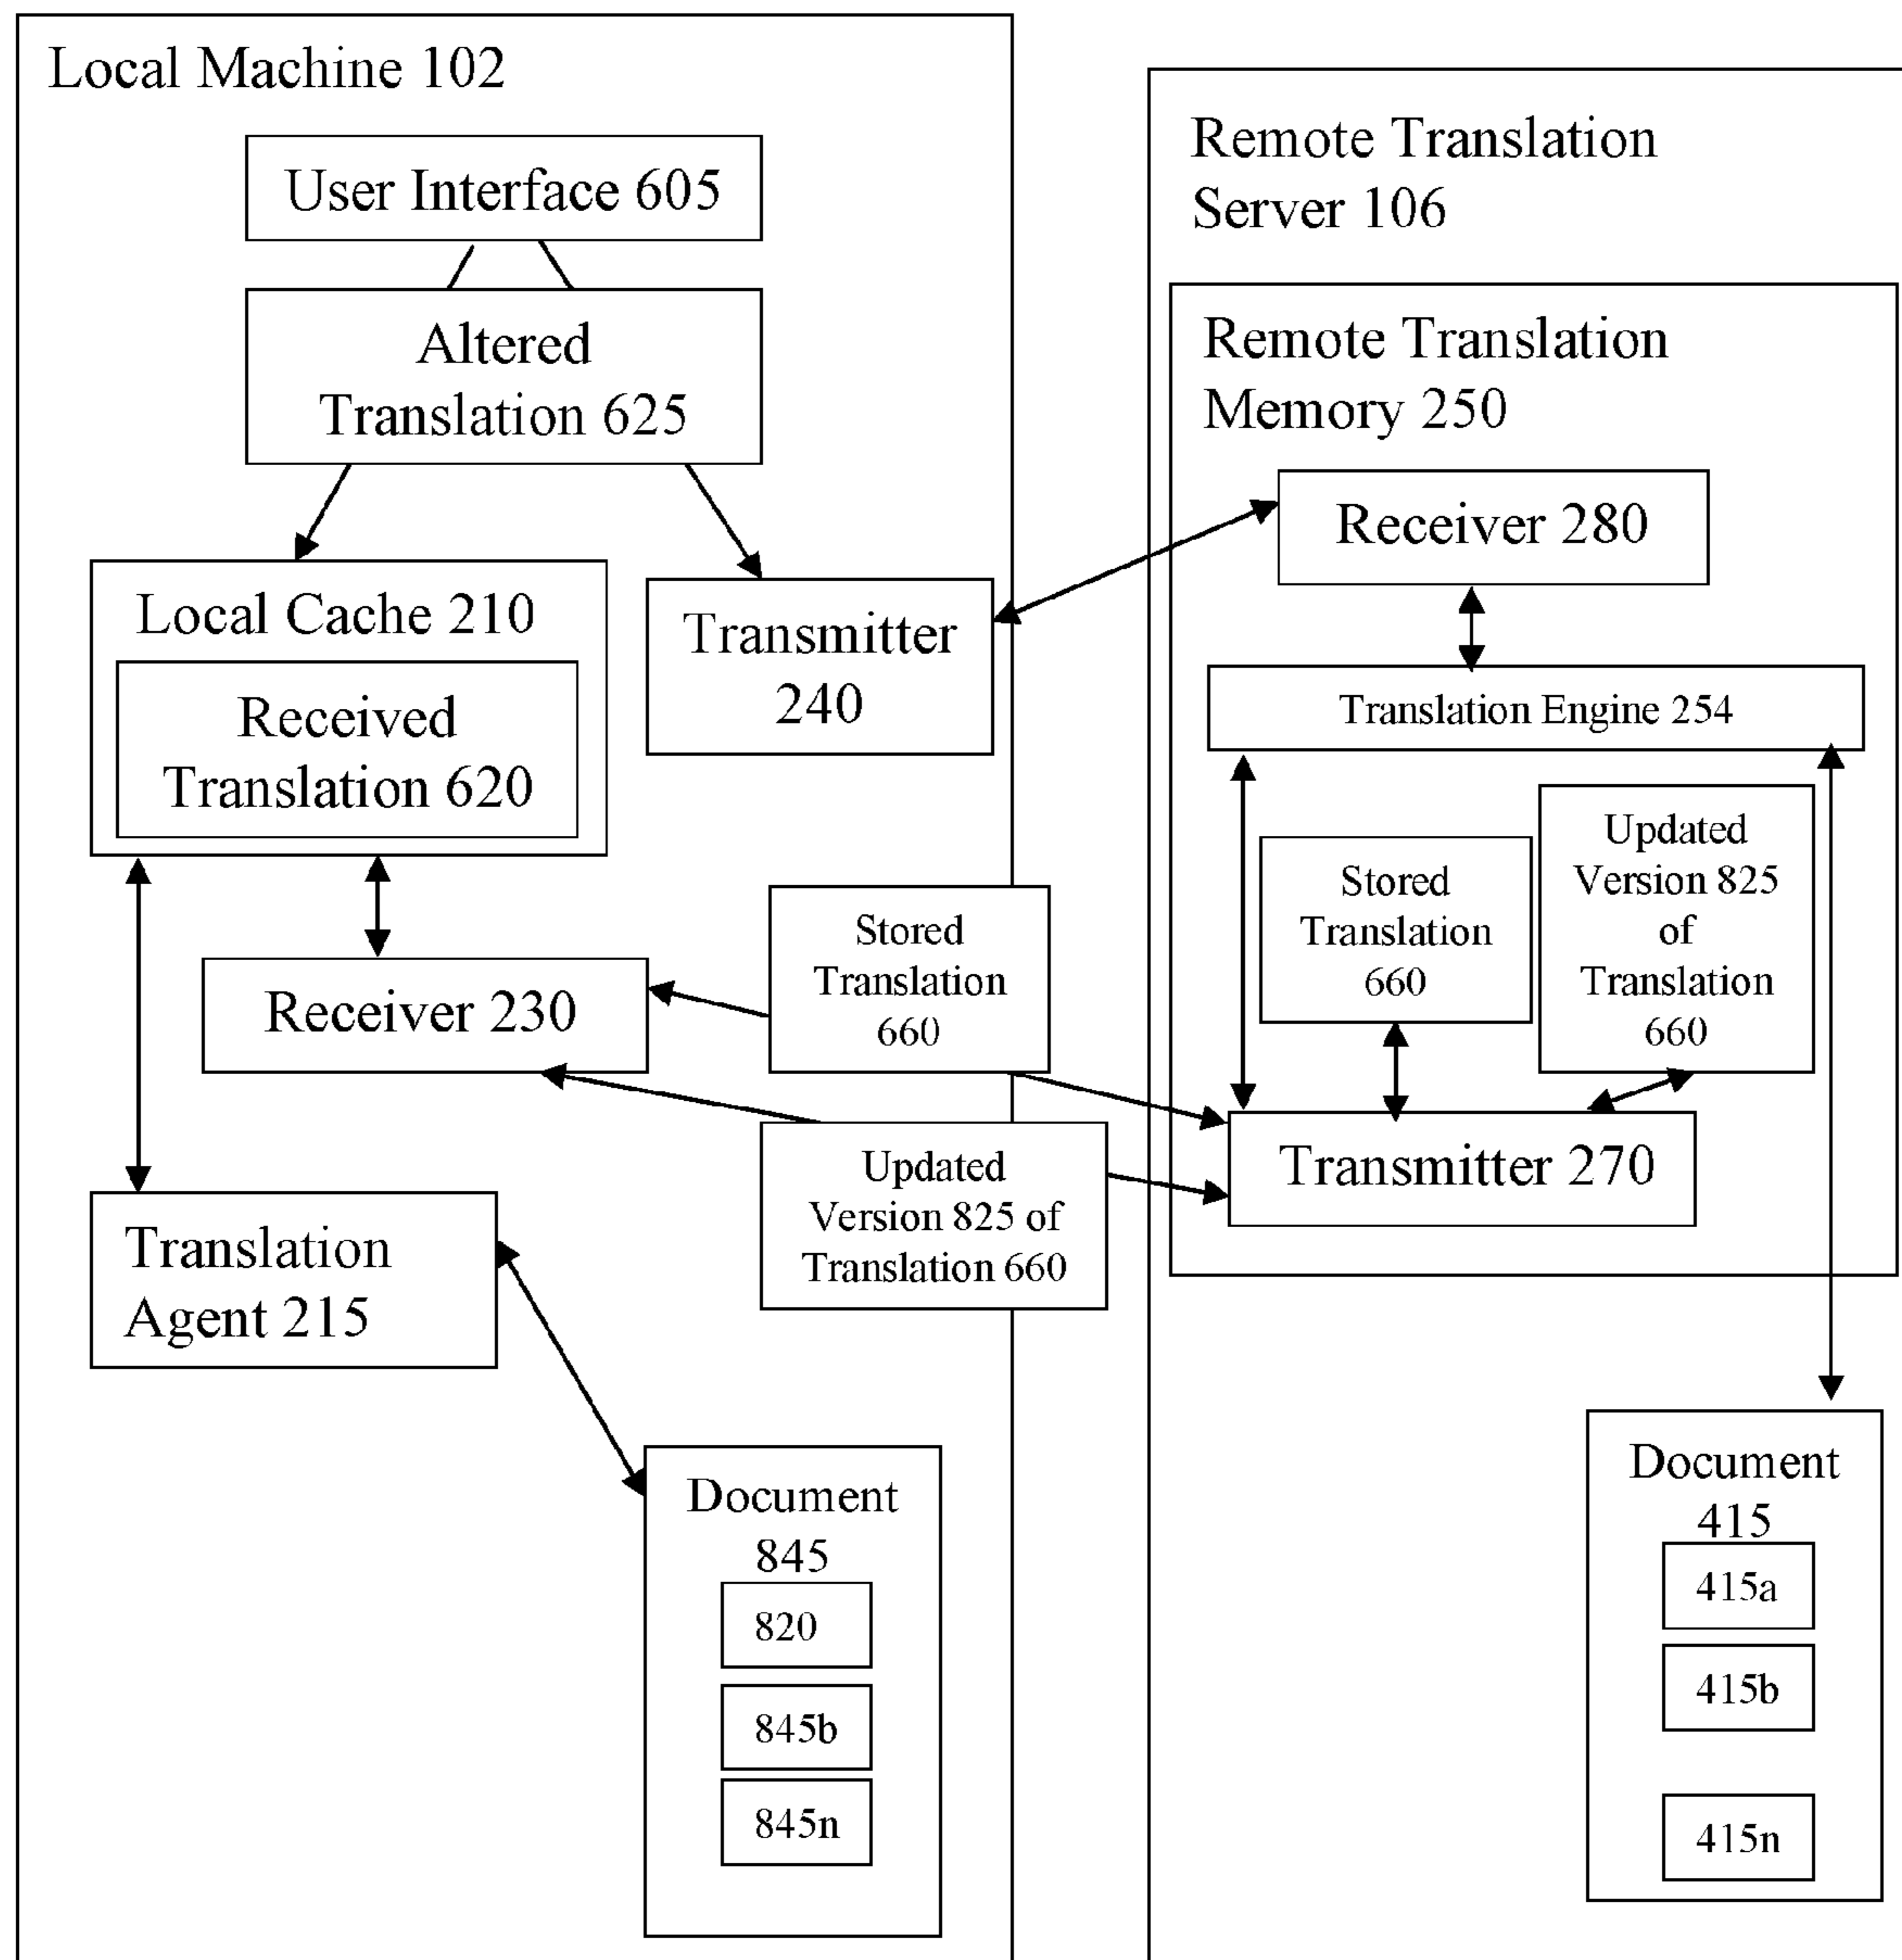 Local Machine 102
User Interface 605
Altered
Translation 625
Local Cache 210
Received
Translation 620
Transmitter
240
Receiver 230
Stored
Translation
660
Updated
Version 825 of
Translation 660
Translation
Agent 215
Document
845
820
845b
845n
Remote Translation
Server 106
Remote Translation
Memory 250
Receiver 280
Translation Engine 254
Stored
Translation
660
Updated
Version 825
of
Translation
660
Transmitter 270
Document
415
415a
415b
415n